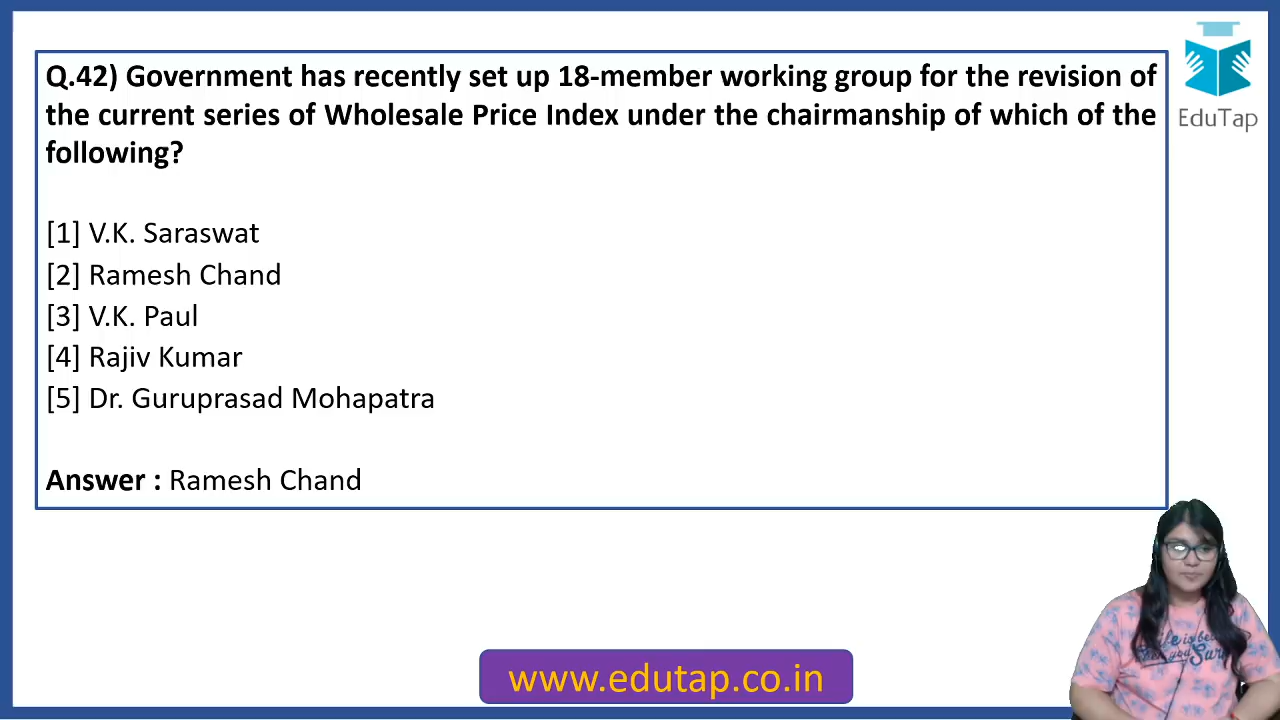 Q.42) Government has recently set up 18-member working group for the revision of
the current series of Wholesale Price Index under the chairmanship of which of the
following?
[1] V.K. Saraswat
[2] Ramesh Chand
[3] V.K. Paul
[4] Rajiv Kumar
[5] Dr. Guruprasad Mohapatra
Answer : Ramesh Chand
EduTap
www.edutap.co.in